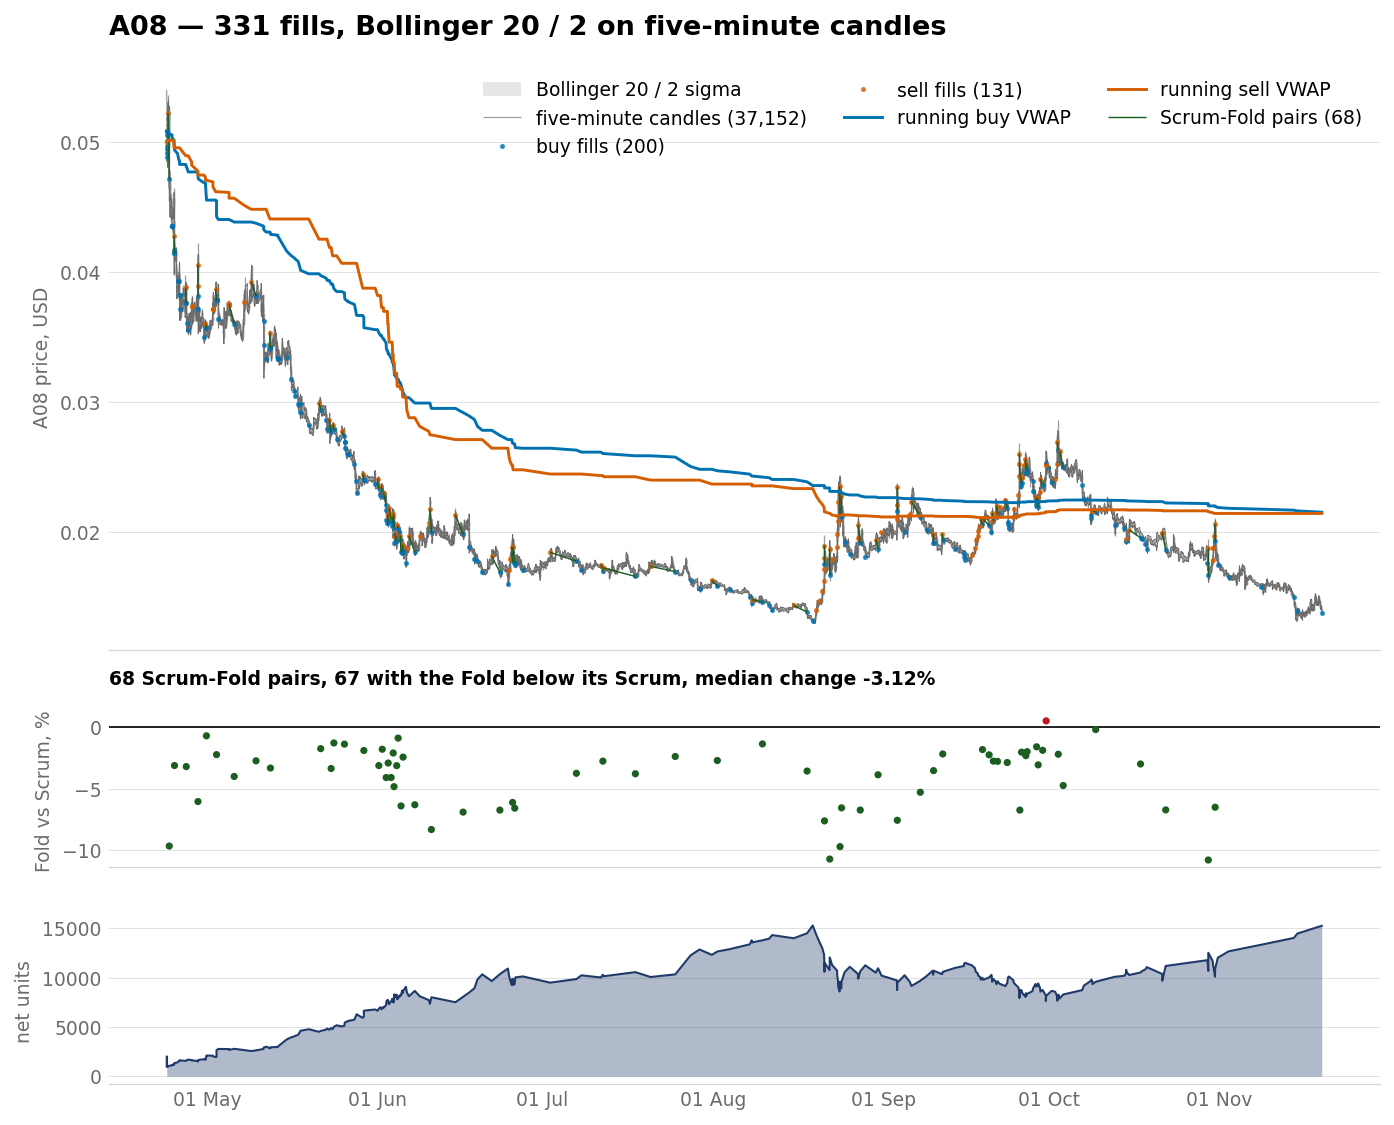 A08 — 331 fills, Bollinger 20 / 2 on five-minute candles
Bollinger 20 / 2 sigma
five-minute candles (37,152)
buy fills (200)
sell fills (131)
running buy VWAP
running sell VWAP
Scrum-Fold pairs (68)
A08 price, USD
0.05
0.04
0.03
0.02
68 Scrum-Fold pairs, 67 with the Fold below its Scrum, median change -3.12%
Fold vs Scrum, %
0
−5
−10
net units
15000
10000
5000
0
01 May
01 Jun
01 Jul
01 Aug
01 Sep
01 Oct
01 Nov